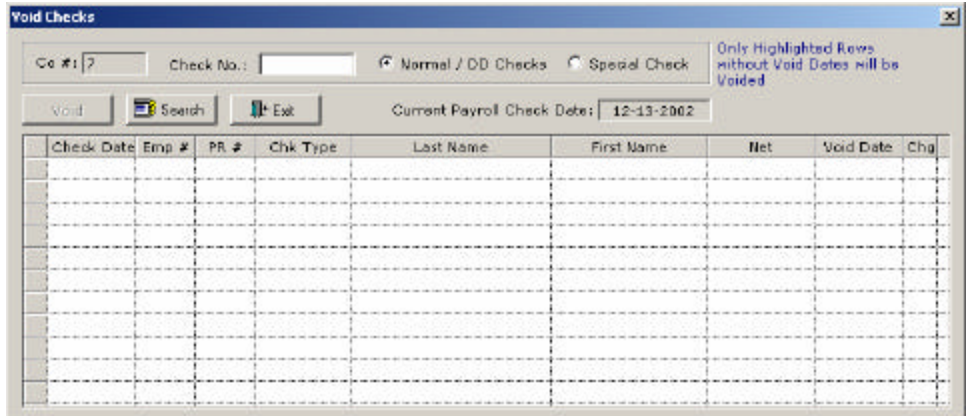 Void Checks
Co #: 7 Check No.: Normal / DD Checks Special Check
Only Highlighted Rows
without Void Dates will be
Voided
Void Search Exit Current Payroll Check Date: 12-13-2002
Check Date Emp # PR # Chk Type Last Name First Name Net Void Date Chg